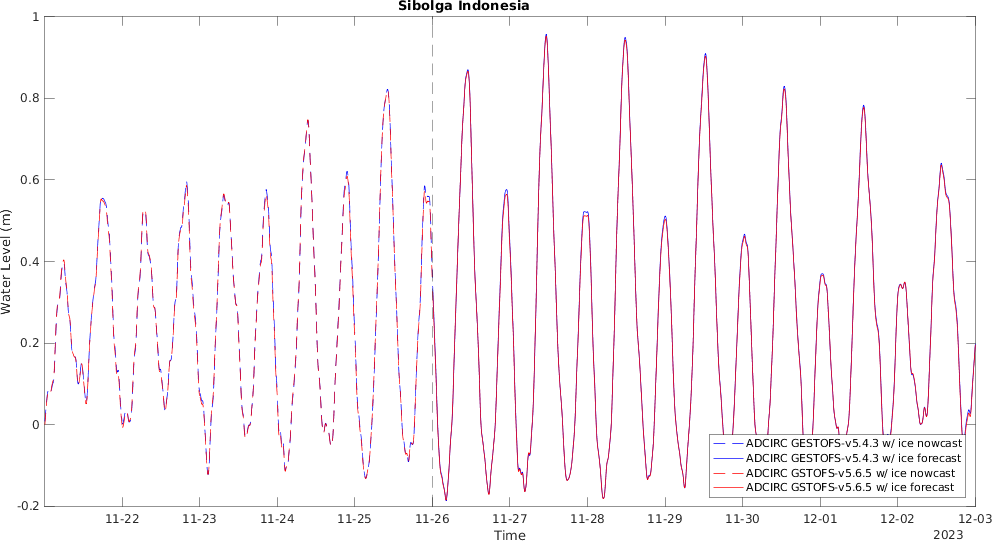 Sibolga Indonesia
Water Level (m)
1
0.8
0.6
0.4
0.2
0
-0.2
ADCIRC GESTOFS-v5.4.3 w/ ice nowcast
ADCIRC GESTOFS-v5.4.3 w/ ice forecast
ADCIRC GSTOFS-v5.6.5 w/ ice nowcast
ADCIRC GSTOFS-v5.6.5 w/ ice forecast
11-22 11-23 11-24 11-25 11-26 11-27 11-28 11-29 11-30 12-01 12-02 12-03
Time
2023